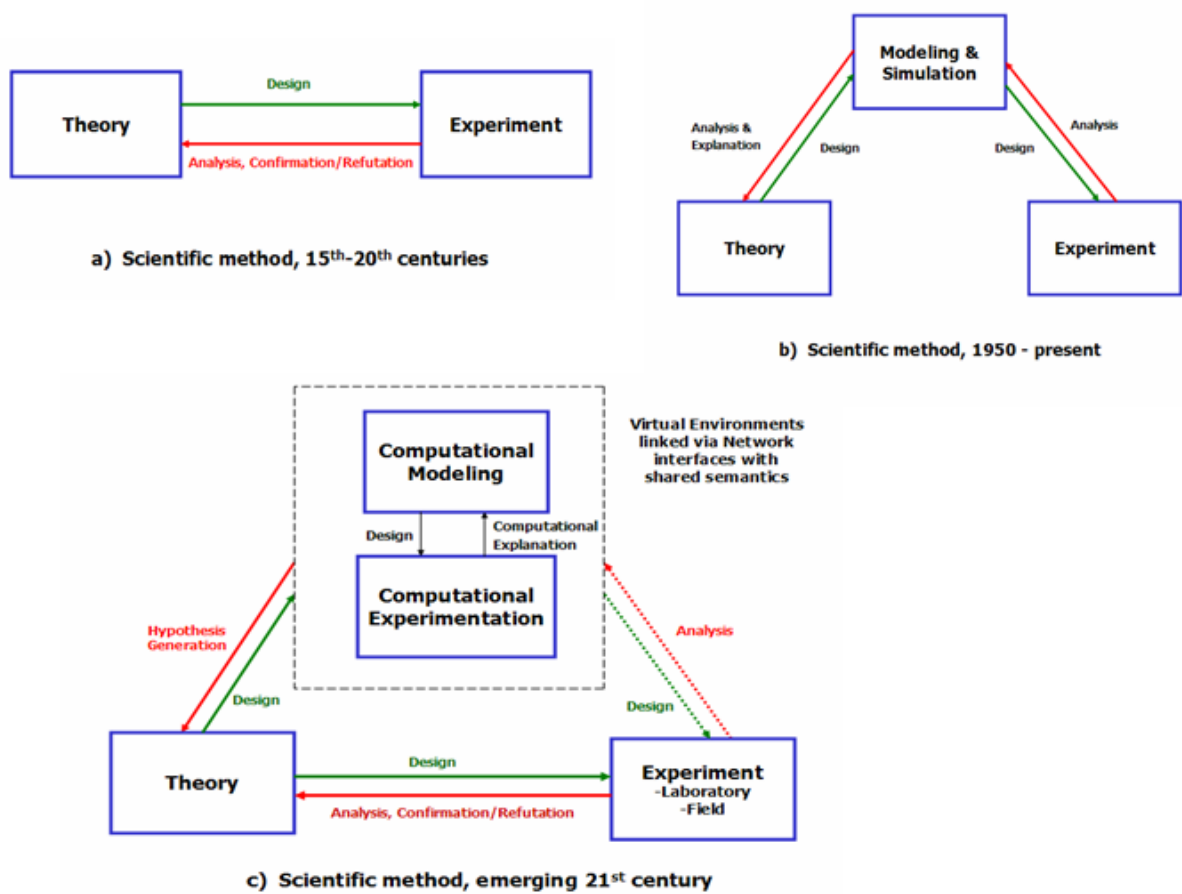 Theory
Design
Experiment
Analysis, Confirmation/Refutation
a) Scientific method, 15th-20th centuries
Modeling &
Simulation
Analysis &
Explanation
Design
Design
Analysis
Theory
Experiment
b) Scientific method, 1950 - present
Virtual Environments
linked via Network
interfaces with
shared semantics
Computational
Modeling
Design
Computational
Explanation
Computational
Experimentation
Hypothesis
Generation
Design
Analysis
Design
Theory
Design
Analysis, Confirmation/Refutation
Experiment
-Laboratory
-Field
c) Scientific method, emerging 21st century